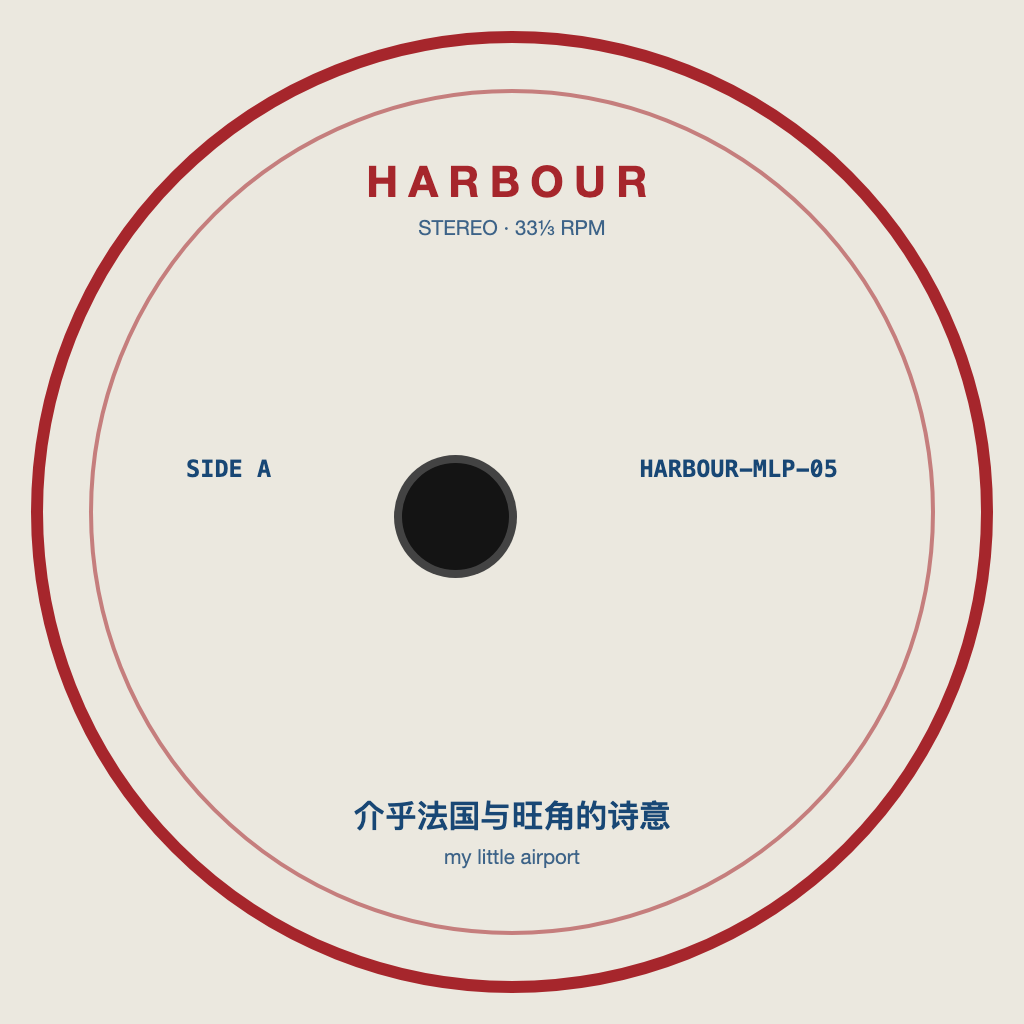 HARBOUR
STEREO · 33⅓ RPM
SIDE A
HARBOUR–MLP–05
介乎法国与旺角的诗意
my little airport